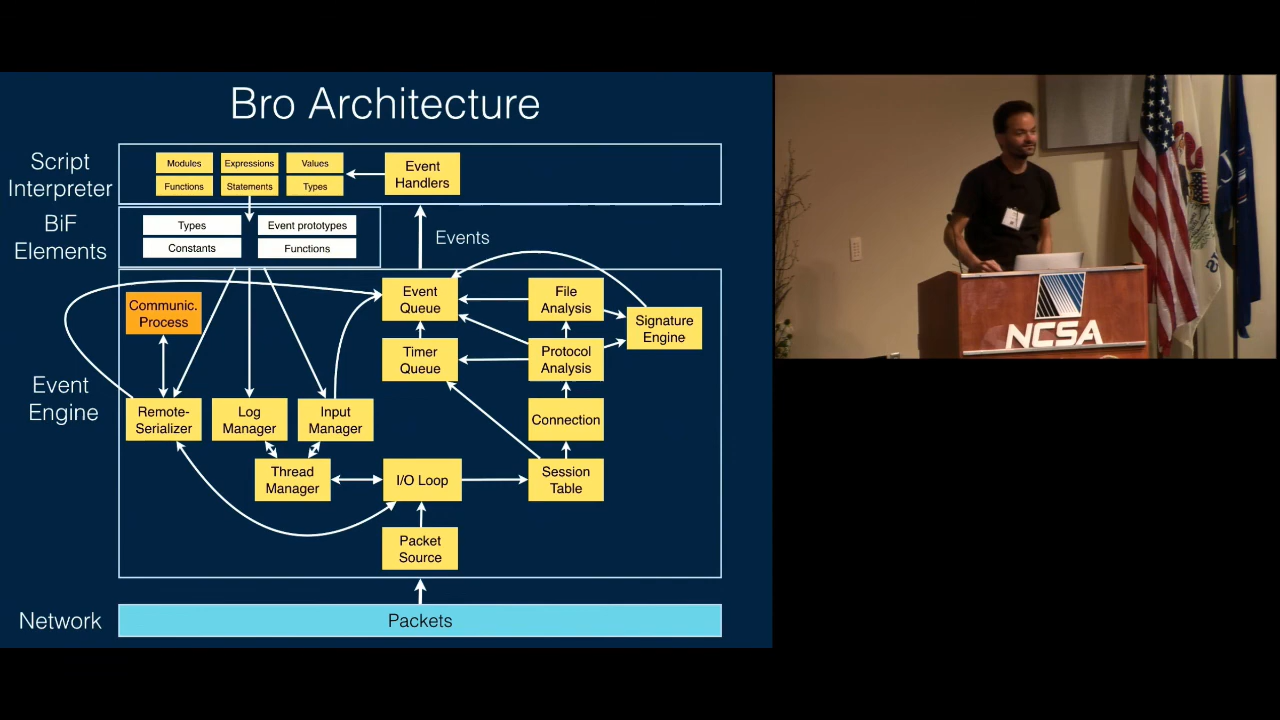 Bro Architecture
Script
Interpreter
Modules
Expressions
Values
Functions
Statements
Types
Event
Handlers
BiF
Elements
Types
Event prototypes
Constants
Functions
Events
Event
Engine
Communic.
Process
Event
Queue
File
Analysis
Signature
Engine
Timer
Queue
Protocol
Analysis
Remote-
Serializer
Log
Manager
Input
Manager
Connection
Thread
Manager
I/O Loop
Session
Table
Packet
Source
Network
Packets
NCSA